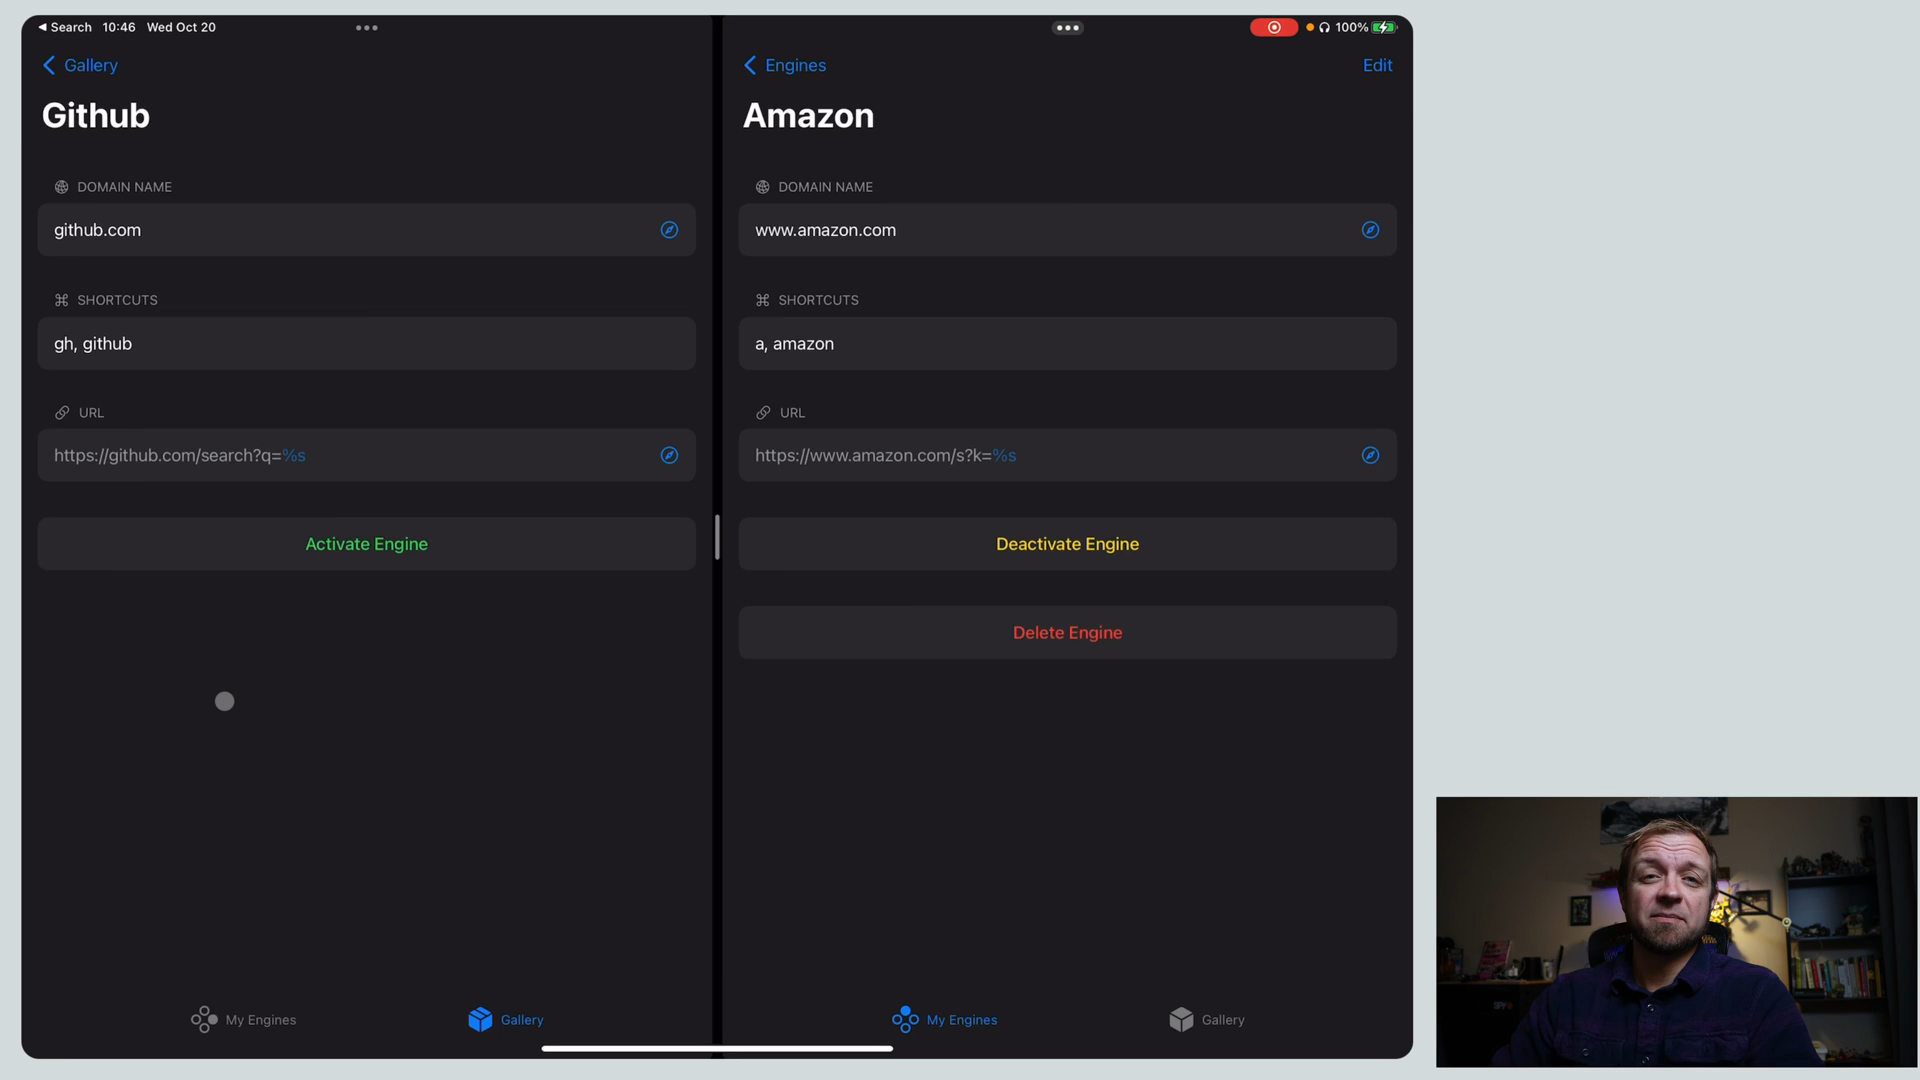 Search 10:46 Wed Oct 20
100%
Gallery
Github
DOMAIN NAME
github.com
SHORTCUTS
gh, github
URL
https://github.com/search?q=%s
Activate Engine
My Engines
Gallery
Engines
Edit
Amazon
DOMAIN NAME
www.amazon.com
SHORTCUTS
a, amazon
URL
https://www.amazon.com/s?k=%s
Deactivate Engine
Delete Engine
My Engines
Gallery